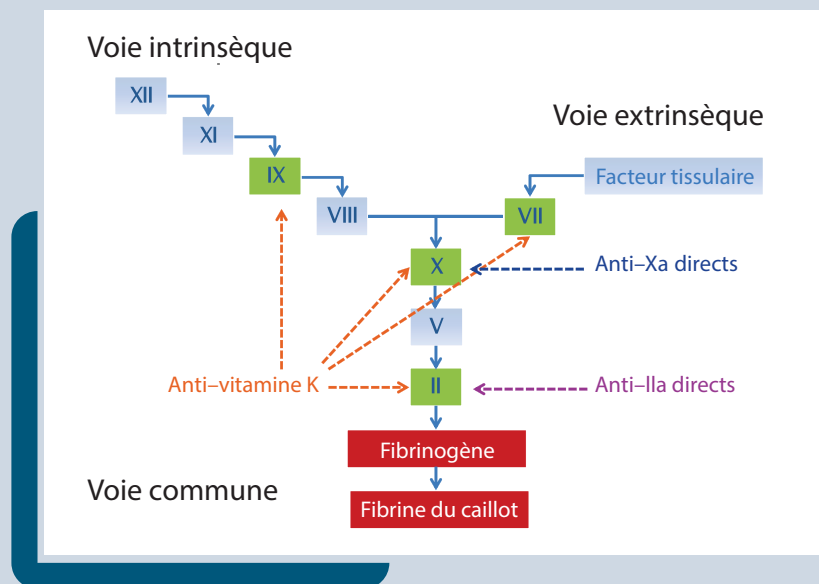 Voie intrinsèque
XII
XI
Voie extrinsèque
IX
Facteur tissulaire
VIII
VII
X
Anti–Xa directs
V
Anti–vitamine K
II
Anti–IIa directs
Fibrinogène
Voie commune
Fibrine du caillot